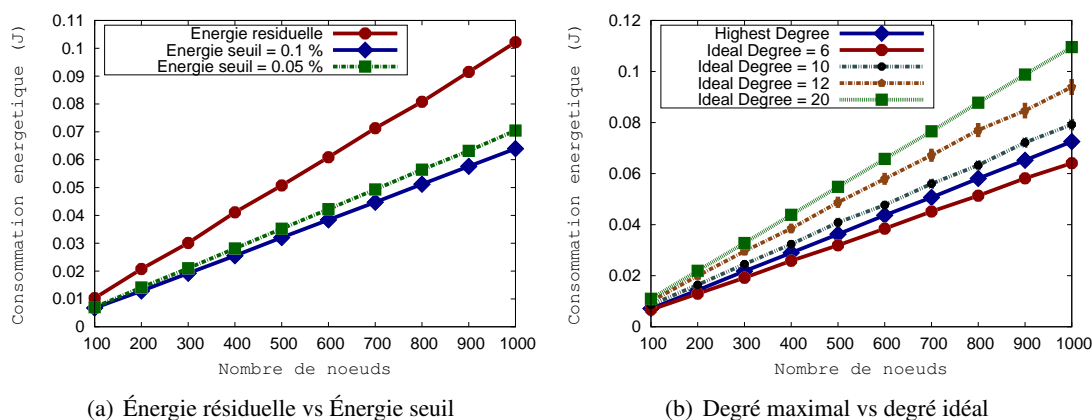 0.11
0.1
0.09
0.08
0.07
0.06
0.05
0.04
0.03
0.02
0.01
0
Consommation energetique (J)
Energie residuelle
Energie seuil = 0.1 %
Energie seuil = 0.05 %
100 200 300 400 500 600 700 800 900 1000
Nombre de noeuds
(a) Énergie résiduelle vs Énergie seuil
0.12
0.1
0.08
0.06
0.04
0.02
0
Consommation energetique (J)
Highest Degree
Ideal Degree = 6
Ideal Degree = 10
Ideal Degree = 12
Ideal Degree = 20
100 200 300 400 500 600 700 800 900 1000
Nombre de noeuds
(b) Degré maximal vs degré idéal